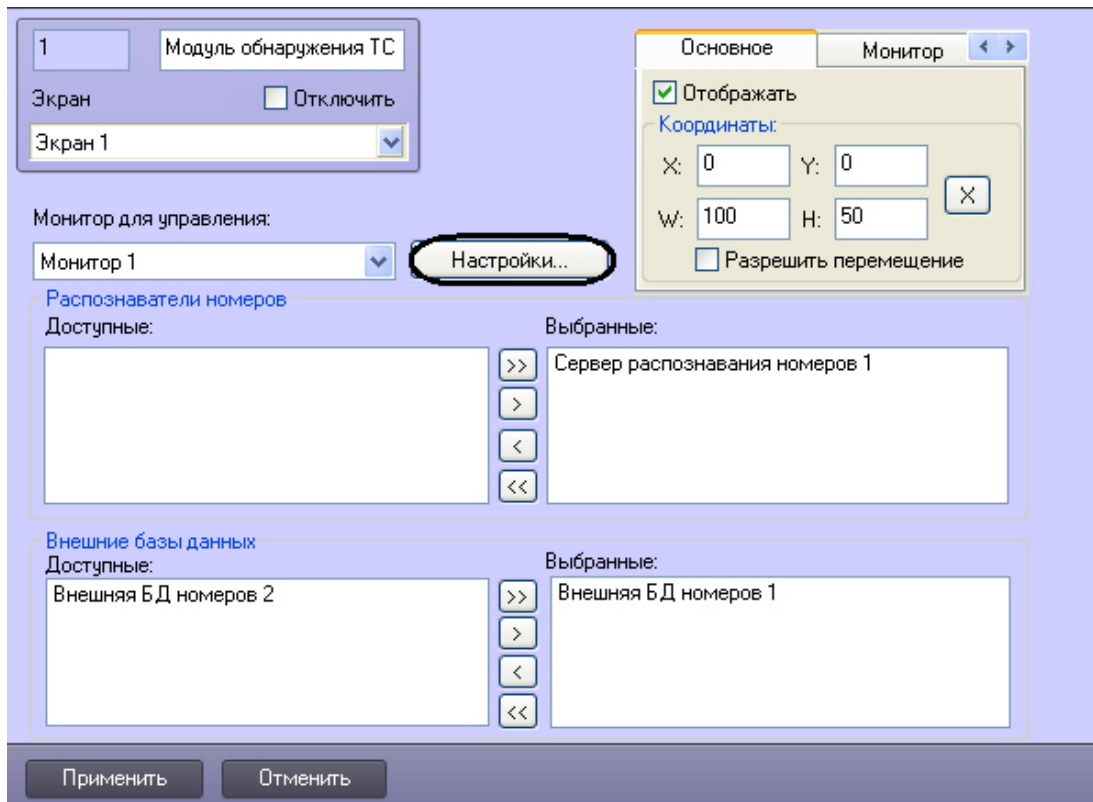 1
Модуль обнаружения ТС
Экран
Отключить
Экран 1
Основное
Монитор
Отображать
Координаты:
X: 0 Y: 0
X
W: 100 H: 50
Разрешить перемещение
Монитор для управления:
Монитор 1
Настройки...
Распознаватели номеров
Доступные:
Выбранные:
>>
Сервер распознавания номеров 1
>
<
<<
Внешние базы данных
Доступные:
Выбранные:
Внешняя БД номеров 2
>>
Внешняя БД номеров 1
>
<
<<
Применить
Отменить